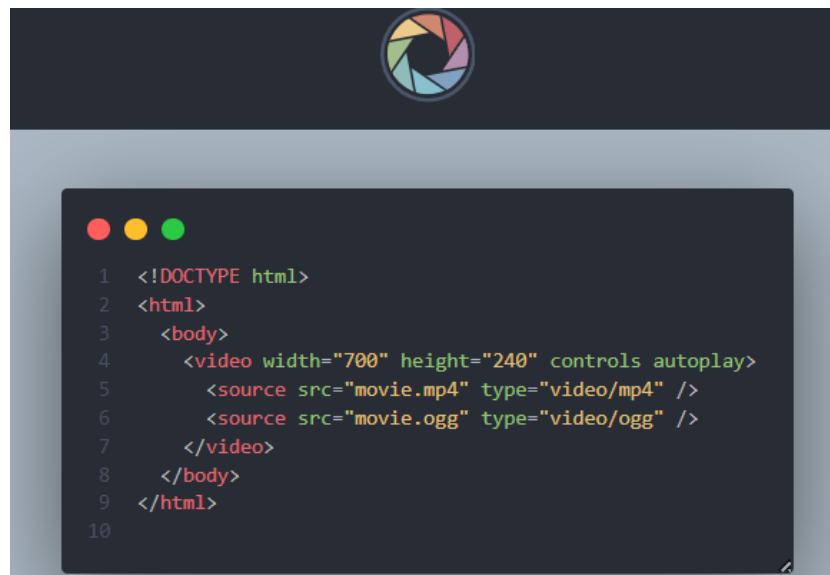 1 <!DOCTYPE html>
2 <html>
3   <body>
4     <video width="700" height="240" controls autoplay>
5       <source src="movie.mp4" type="video/mp4" />
6       <source src="movie.ogg" type="video/ogg" />
7     </video>
8   </body>
9 </html>
10